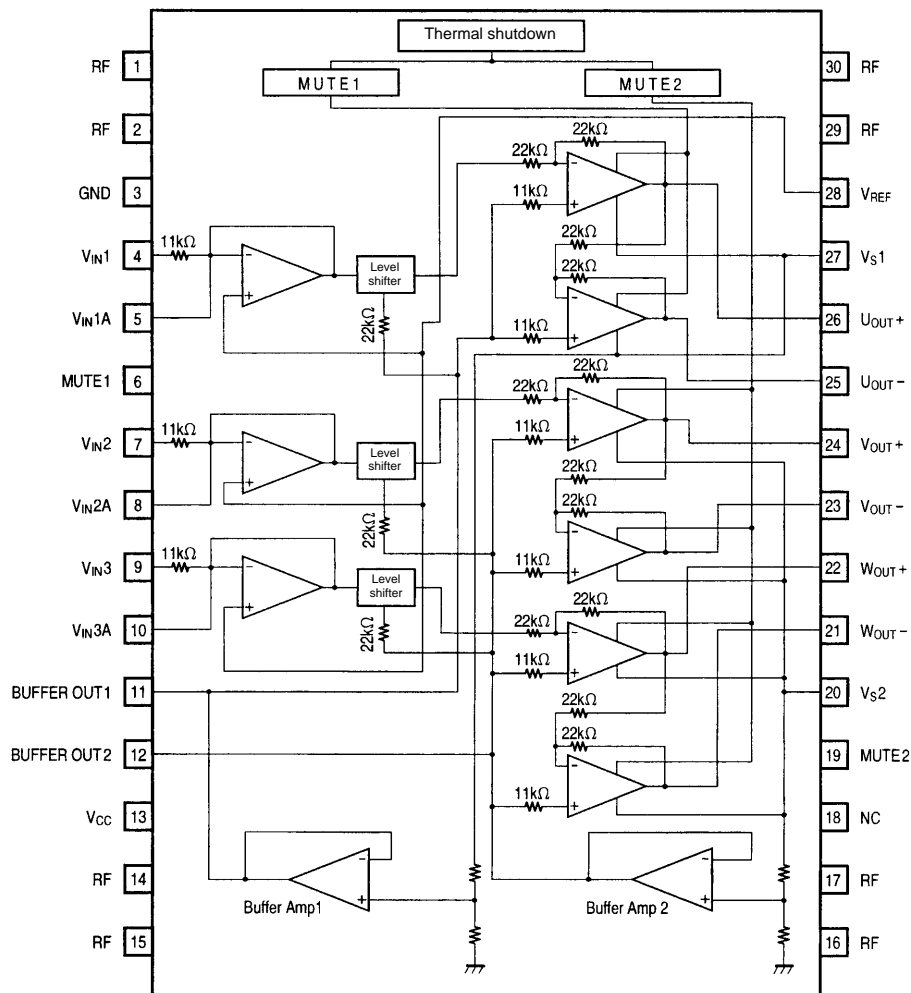 Thermal shutdown
MUTE1
MUTE2
RF 1
RF 2
GND 3
VIN1 4
VIN1A 5
MUTE1 6
VIN2 7
VIN2A 8
VIN3 9
VIN3A 10
BUFFER OUT1 11
BUFFER OUT2 12
VCC 13
RF 14
RF 15
30 RF
29 RF
28 VREF
27 VS1
26 UOUT+
25 UOUT−
24 VOUT+
23 VOUT−
22 WOUT+
21 WOUT−
20 VS2
19 MUTE2
18 NC
17 RF
16 RF
11kΩ
−
+
Level
shifter
22kΩ
11kΩ
−
+
Level
shifter
22kΩ
11kΩ
−
+
Level
shifter
22kΩ
22kΩ
22kΩ
−
11kΩ
+
22kΩ
22kΩ
−
11kΩ
+
22kΩ
22kΩ
−
11kΩ
+
22kΩ
22kΩ
−
11kΩ
+
22kΩ
22kΩ
−
11kΩ
+
22kΩ
22kΩ
−
11kΩ
+
−
+
Buffer Amp1
−
+
Buffer Amp 2